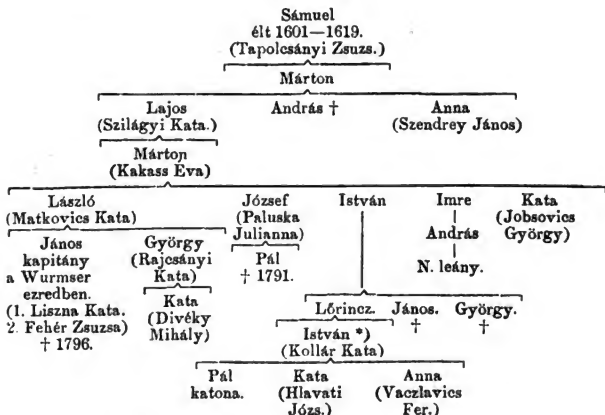 Sámuel
élt 1601—1619.
(Tapolcsányi Zsuzs.)
Márton
Lajos András † Anna
(Szilágyi Kata.) (Szendrey János)
Márton
(Kakass Eva)
László József István Imre Kata
(Matkovics Kata) (Paluska András (Jobsovics
Julianna) N. leány. György)
János György Pál
kapitány (Rajcsányi † 1791.
a Wurmser Kata)
ezredben. Kata
(1. Liszna Kata. (Divéky
2. Fehér Zsuzsa) Mihály)
† 1796.
Lőrincz. János. György.
† †
István *)
(Kollár Kata)
Pál Kata Anna
katona. (Hlavati (Vaczlavics
Józs.) Fer.)